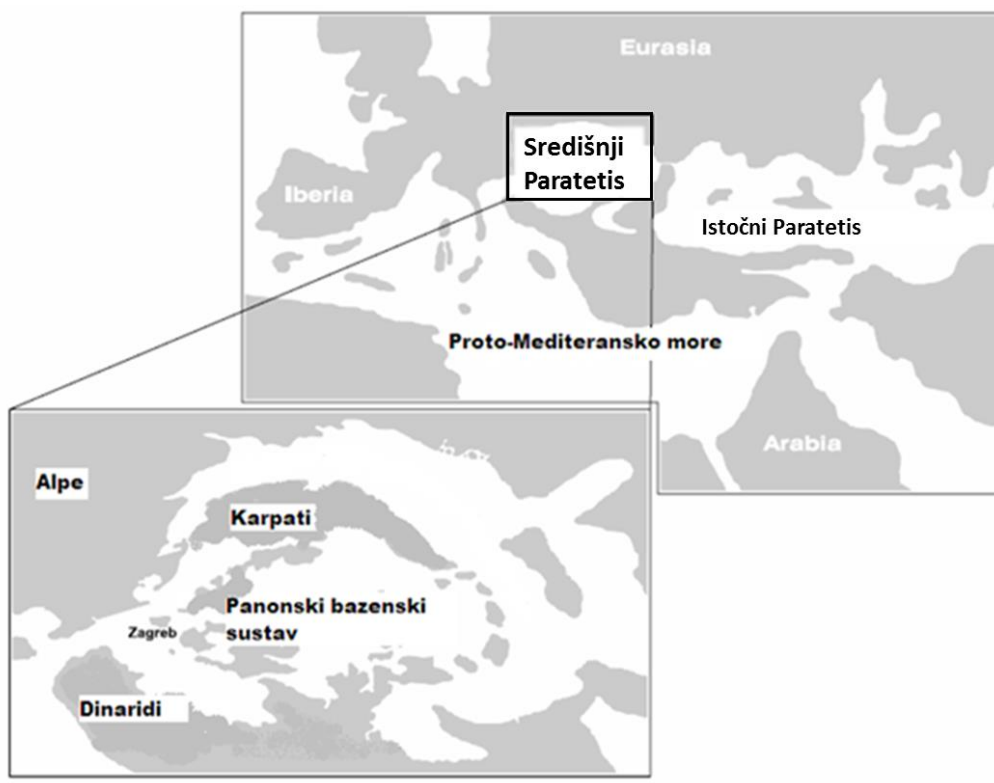 Eurasia
Središnji
Paratetis
Iberia
Istočni Paratetis
Proto-Mediteransko more
Arabia
Alpe
Karpati
Panonski bazenski
sustav
Zagreb
Dinaridi